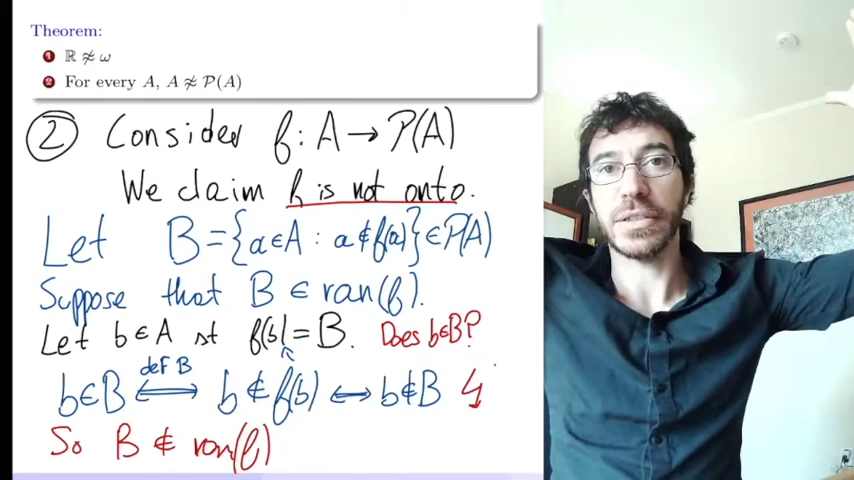 Theorem:
1 ℝ ≉ ω
2 For every A, A ≉ 𝒫(A)
② Consider f: A → P(A)
We claim f is not onto.
Let B = {a ∈ A : a ∉ f(a)} ∈ P(A)
Suppose that B ∈ ran(f).
Let b ∈ A st f(b) = B. Does b ∈ B?
def B
b ∈ B ⟺ b ∉ f(b) ⟷ b ∉ B ↯
So B ∉ ran(f)